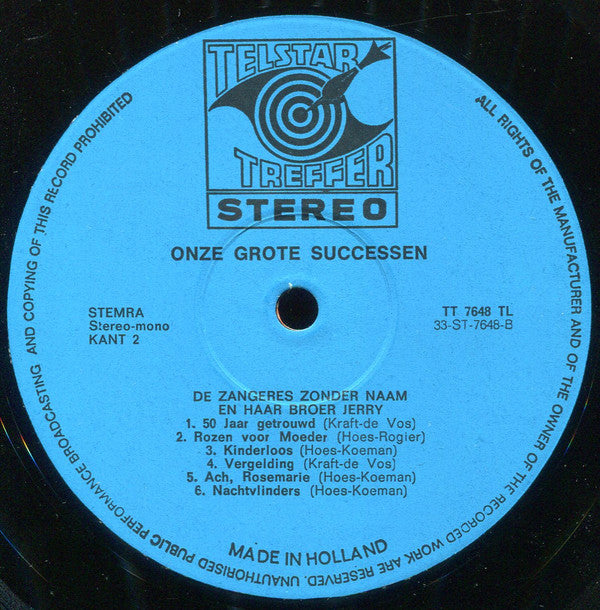 TELSTAR
TREFFER
STEREO
ONZE GROTE SUCCESSEN
STEMRA
Stereo-mono
KANT 2
TT 7648 TL
33-ST-7648-B
DE ZANGERES ZONDER NAAM
EN HAAR BROER JERRY
1. 50 Jaar getrouwd (Kraft-de Vos)
2. Rozen voor Moeder (Hoes-Rogier)
3. Kinderloos (Hoes-Koeman)
4. Vergelding (Kraft-de Vos)
5. Ach, Rosemarie (Hoes-Koeman)
6. Nachtvlinders (Hoes-Koeman)
MADE IN HOLLAND
ALL RIGHTS OF THE MANUFACTURER AND OF THE OWNER OF THE RECORDED WORK ARE RESERVED. UNAUTHORISED PUBLIC PERFORMANCE BROADCASTING AND COPYING OF THIS RECORD PROHIBITED